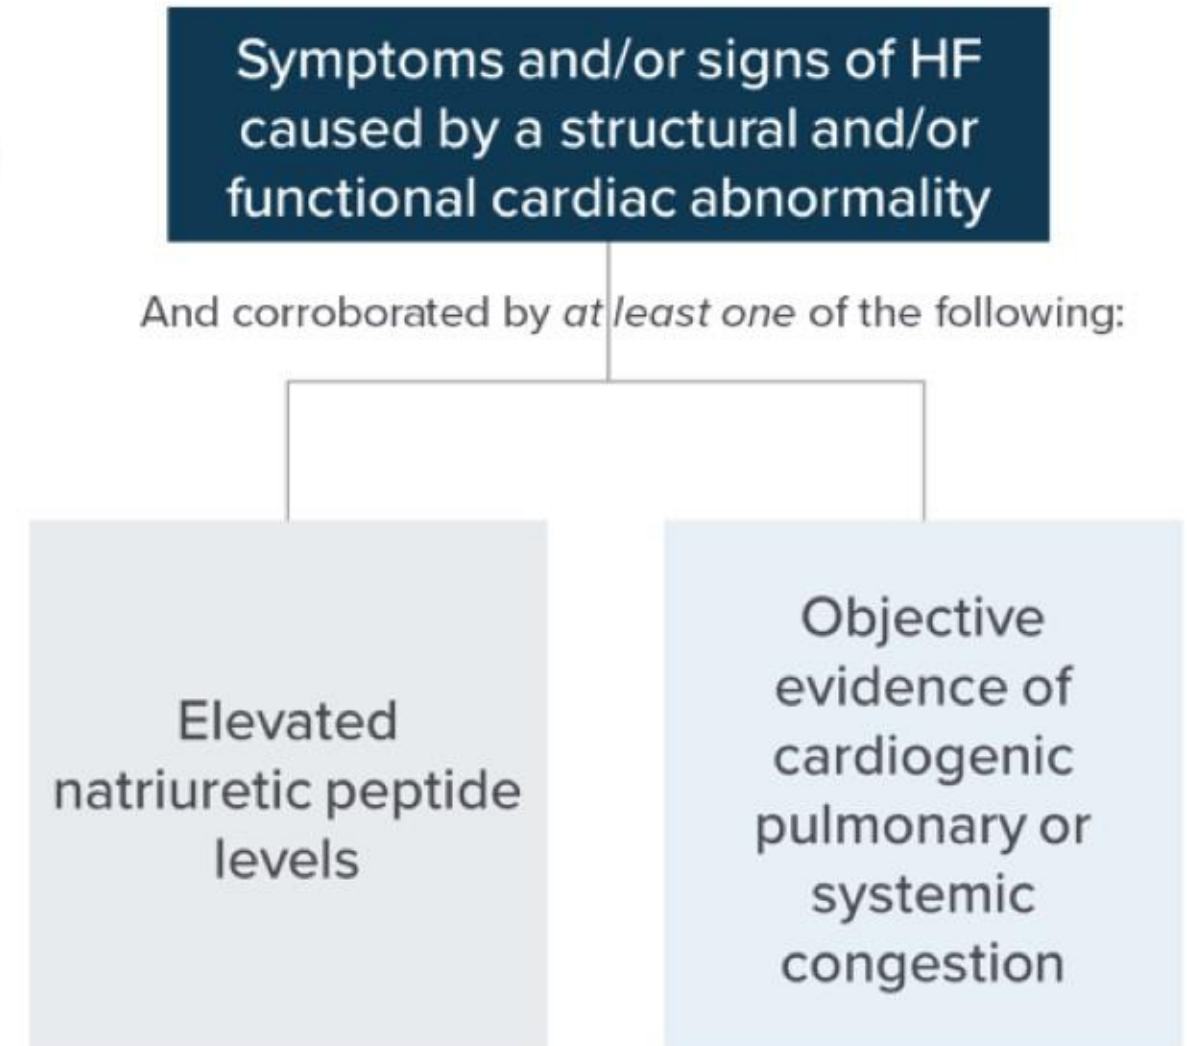 Symptoms and/or signs of HF
caused by a structural and/or
functional cardiac abnormality
And corroborated by at least one of the following:
Elevated
natriuretic peptide
levels
Objective
evidence of
cardiogenic
pulmonary or
systemic
congestion